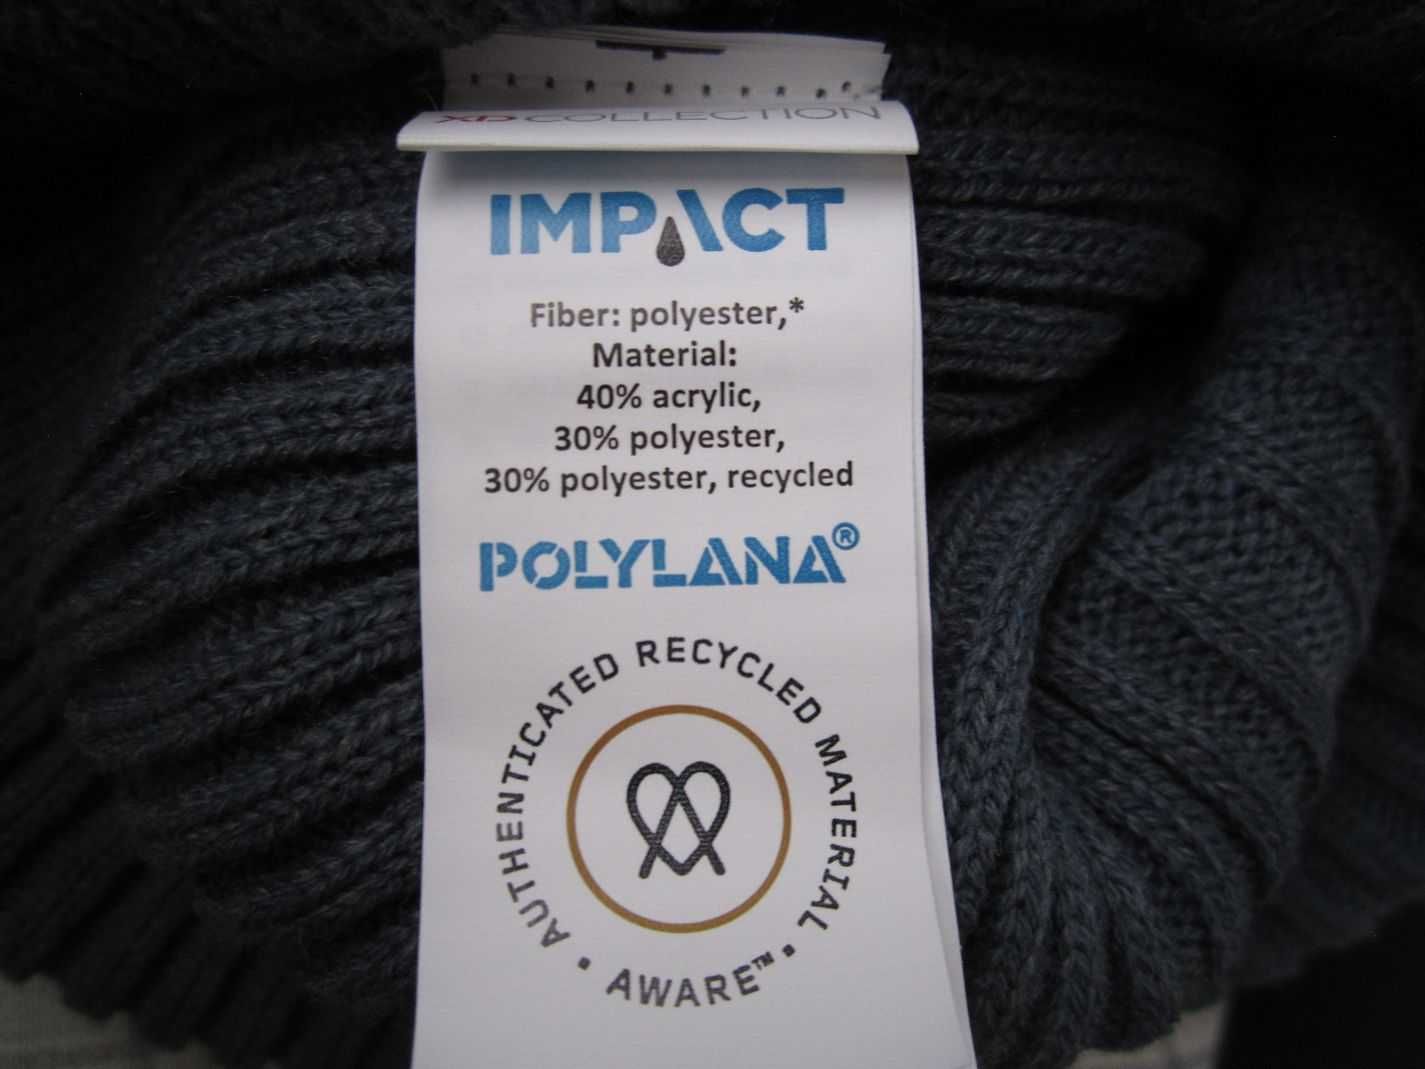 XD COLLECTION
IMPACT
Fiber: polyester,*
Material:
40% acrylic,
30% polyester,
30% polyester, recycled
POLYLANA®
AUTHENTICATED RECYCLED MATERIAL
• AWARE™ •